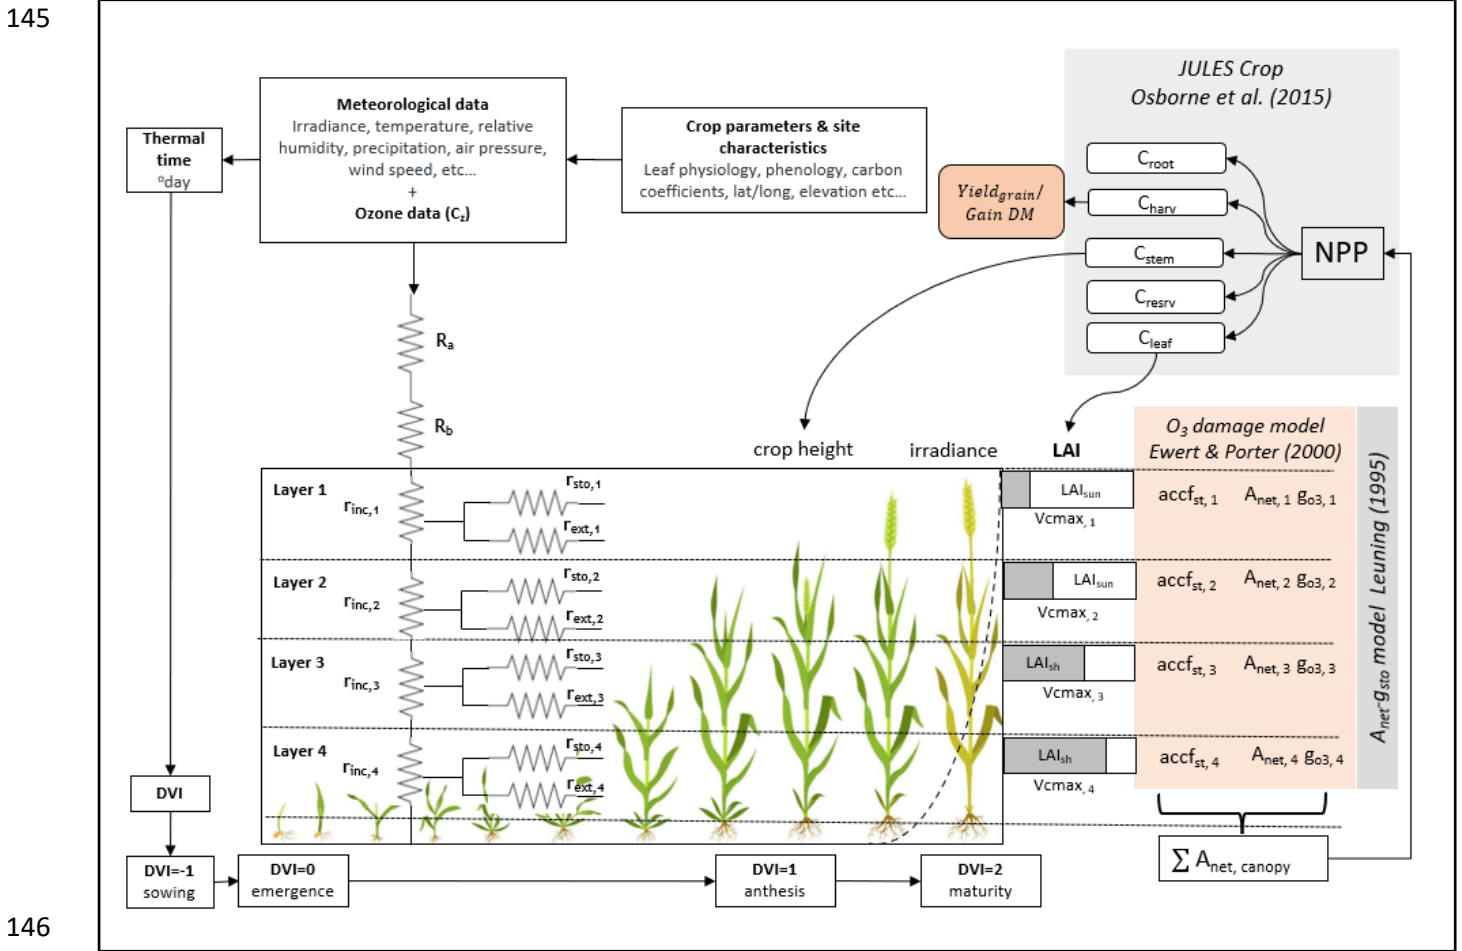 145
JULES Crop
Osborne et al. (2015)
Meteorological data
Irradiance, temperature, relative
humidity, precipitation, air pressure,
wind speed, etc...
+
Ozone data (Cz)
Thermal
time
ºday
Crop parameters & site
characteristics
Leaf physiology, phenology, carbon
coefficients, lat/long, elevation etc...
Yieldgrain/
Gain DM
Croot
Charv
Cstem
Cresrv
Cleaf
NPP
Ra
Rb
crop height
irradiance
LAI
O3 damage model
Ewert & Porter (2000)
Anet-gsto model Leuning (1995)
Layer 1
rinc,1
rsto,1
rext,1
LAIsun
Vcmax,1
accfst, 1
Anet, 1 go3, 1
Layer 2
rinc,2
rsto,2
rext,2
LAIsun
Vcmax,2
accfst, 2
Anet, 2 go3, 2
Layer 3
rinc,3
rsto,3
rext,3
LAIsh
Vcmax,3
accfst, 3
Anet, 3 go3, 3
Layer 4
rinc,4
rsto,4
rext,4
LAIsh
Vcmax,4
accfst, 4
Anet, 4 go3, 4
DVI
∑ Anet, canopy
DVI=-1
sowing
DVI=0
emergence
DVI=1
anthesis
DVI=2
maturity
146